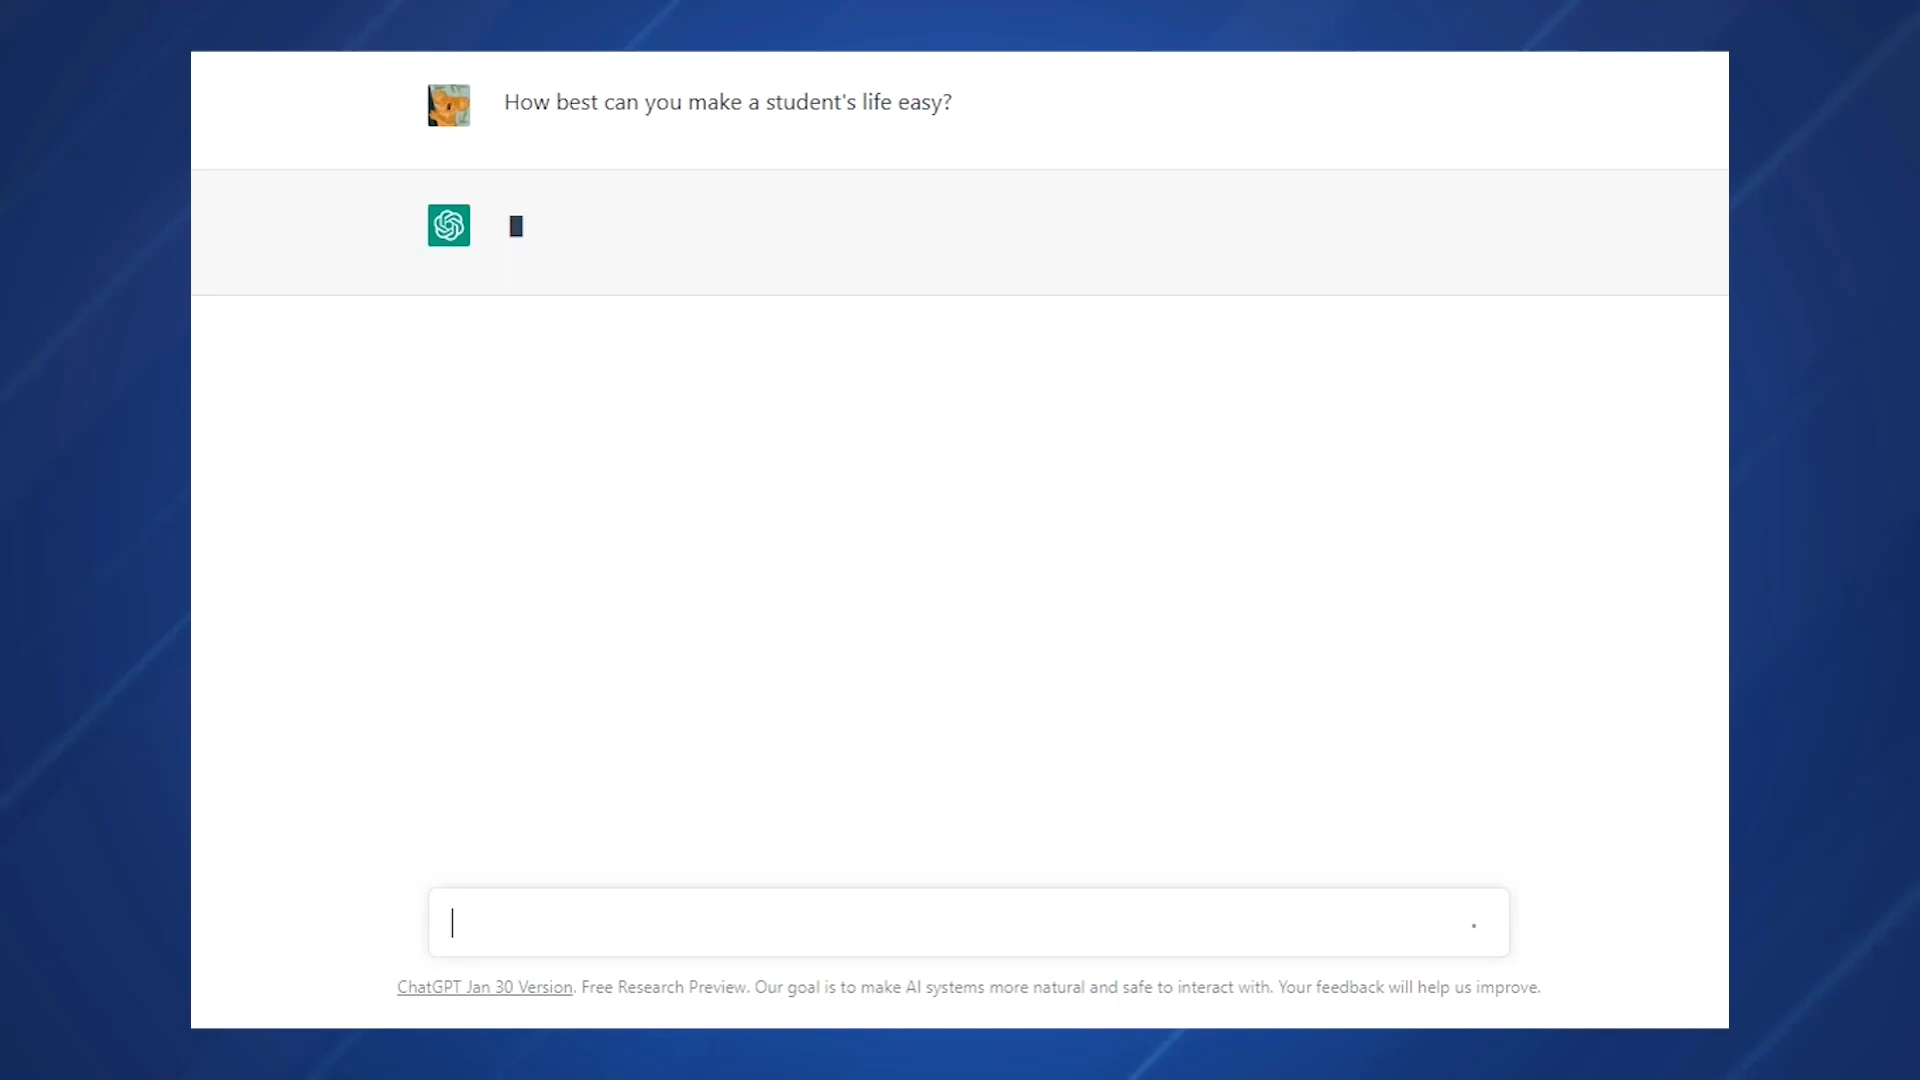 How best can you make a student's life easy?
ChatGPT Jan 30 Version. Free Research Preview. Our goal is to make AI systems more natural and safe to interact with. Your feedback will help us improve.